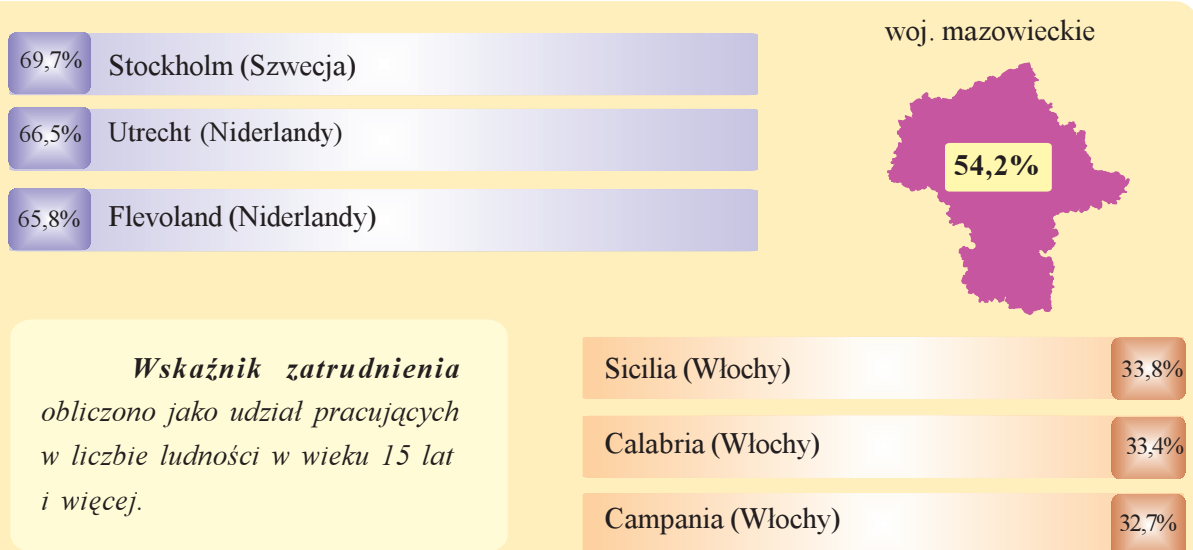 69,7% Stockholm (Szwecja)
66,5% Utrecht (Niderlandy)
65,8% Flevoland (Niderlandy)
woj. mazowieckie
54,2%
Wskaźnik zatrudnienia
obliczono jako udział pracujących
w liczbie ludności w wieku 15 lat
i więcej.
Sicilia (Włochy) 33,8%
Calabria (Włochy) 33,4%
Campania (Włochy) 32,7%